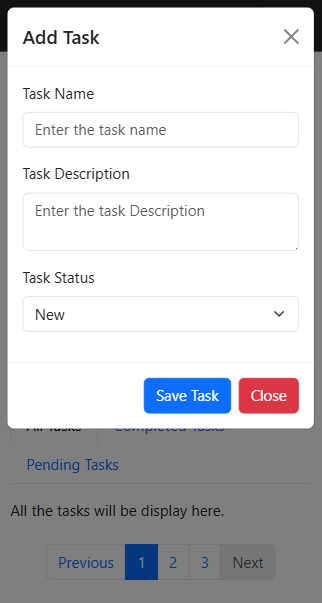 Add Task
Task Name
Enter the task name
Task Description
Enter the task Description
Task Status
New
Save Task
Close
All Tasks
Completed Tasks
Pending Tasks
All the tasks will be display here.
Previous
1
2
3
Next